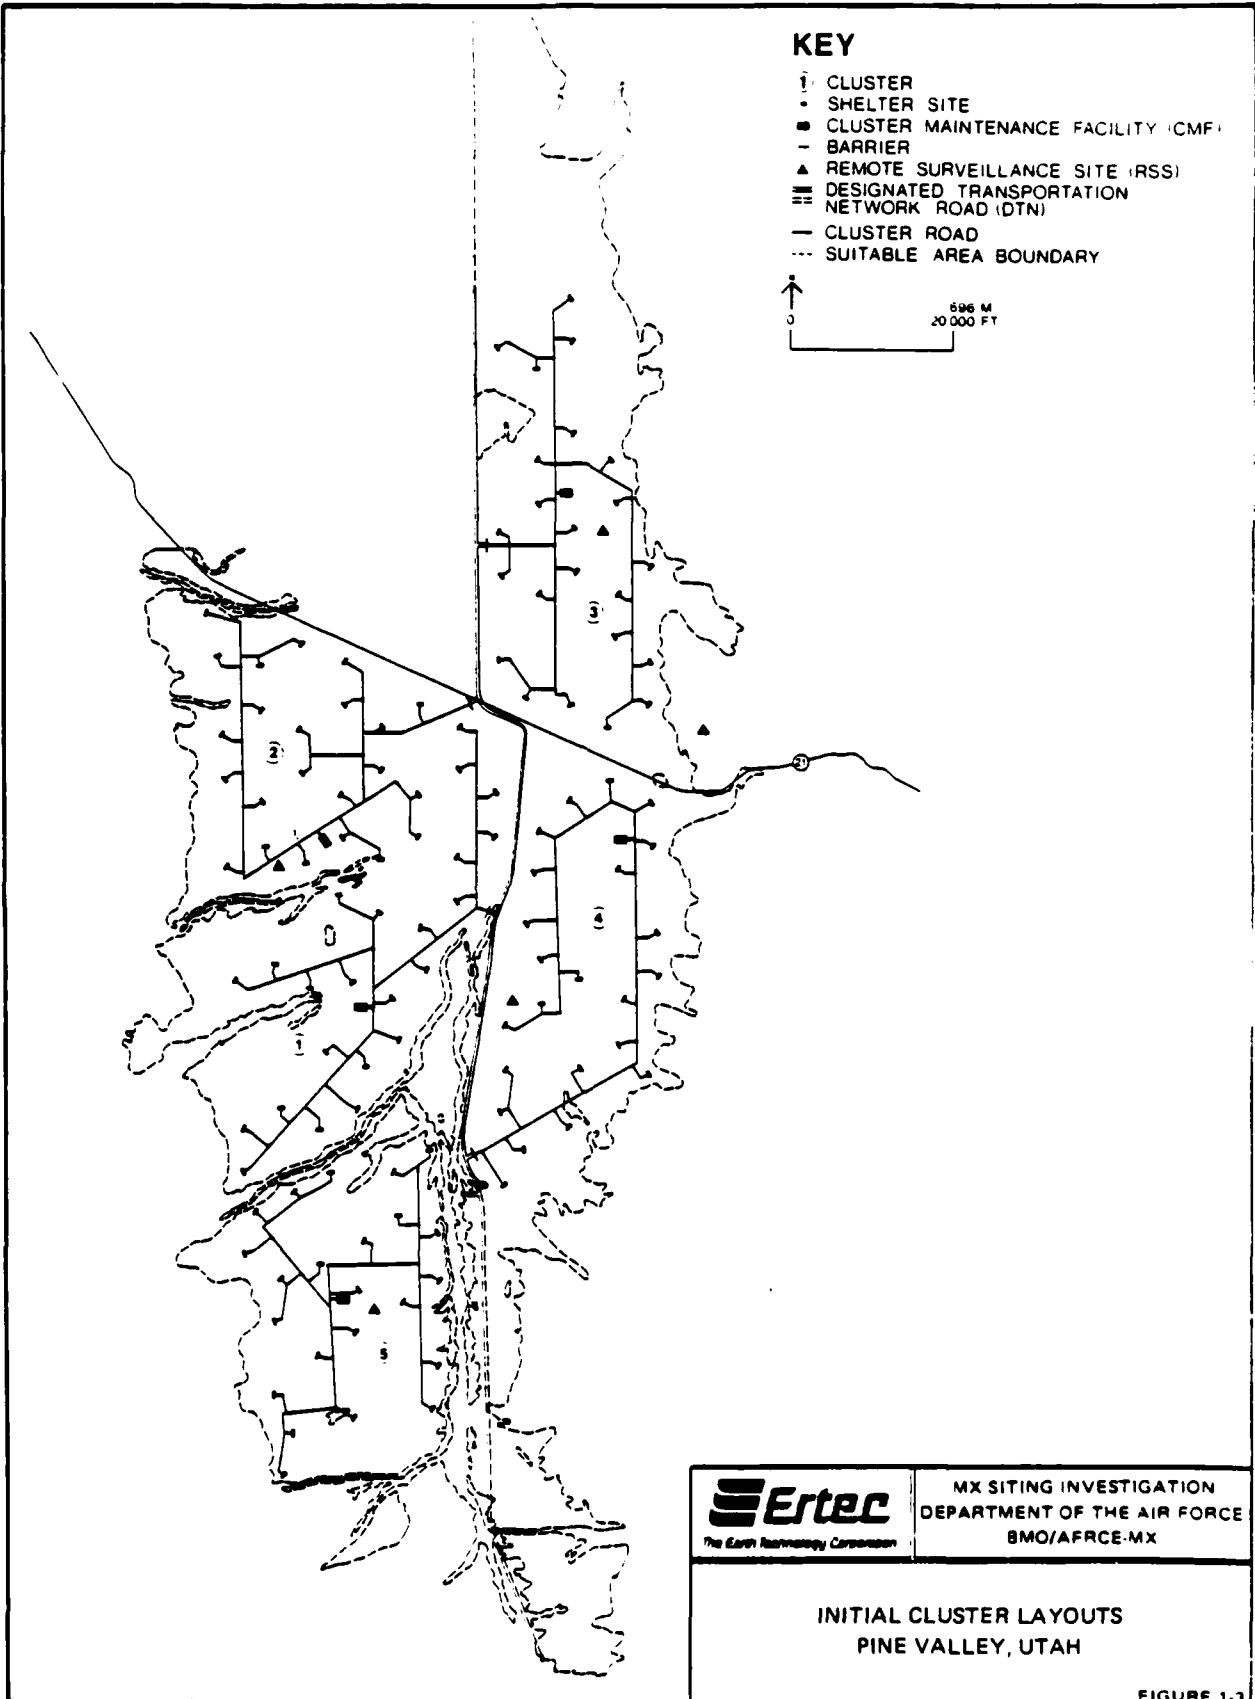 KEY
1 CLUSTER
SHELTER SITE
CLUSTER MAINTENANCE FACILITY (CMF)
BARRIER
REMOTE SURVEILLANCE SITE (RSS)
DESIGNATED TRANSPORTATION
NETWORK ROAD (DTN)
CLUSTER ROAD
SUITABLE AREA BOUNDARY
696 M
0 20 000 FT
3
2
21
4
1
5
Ertec
The Earth Technology Corporation
MX SITING INVESTIGATION
DEPARTMENT OF THE AIR FORCE
BMO/AFRCE-MX
INITIAL CLUSTER LAYOUTS
PINE VALLEY, UTAH
FIGURE 1-3